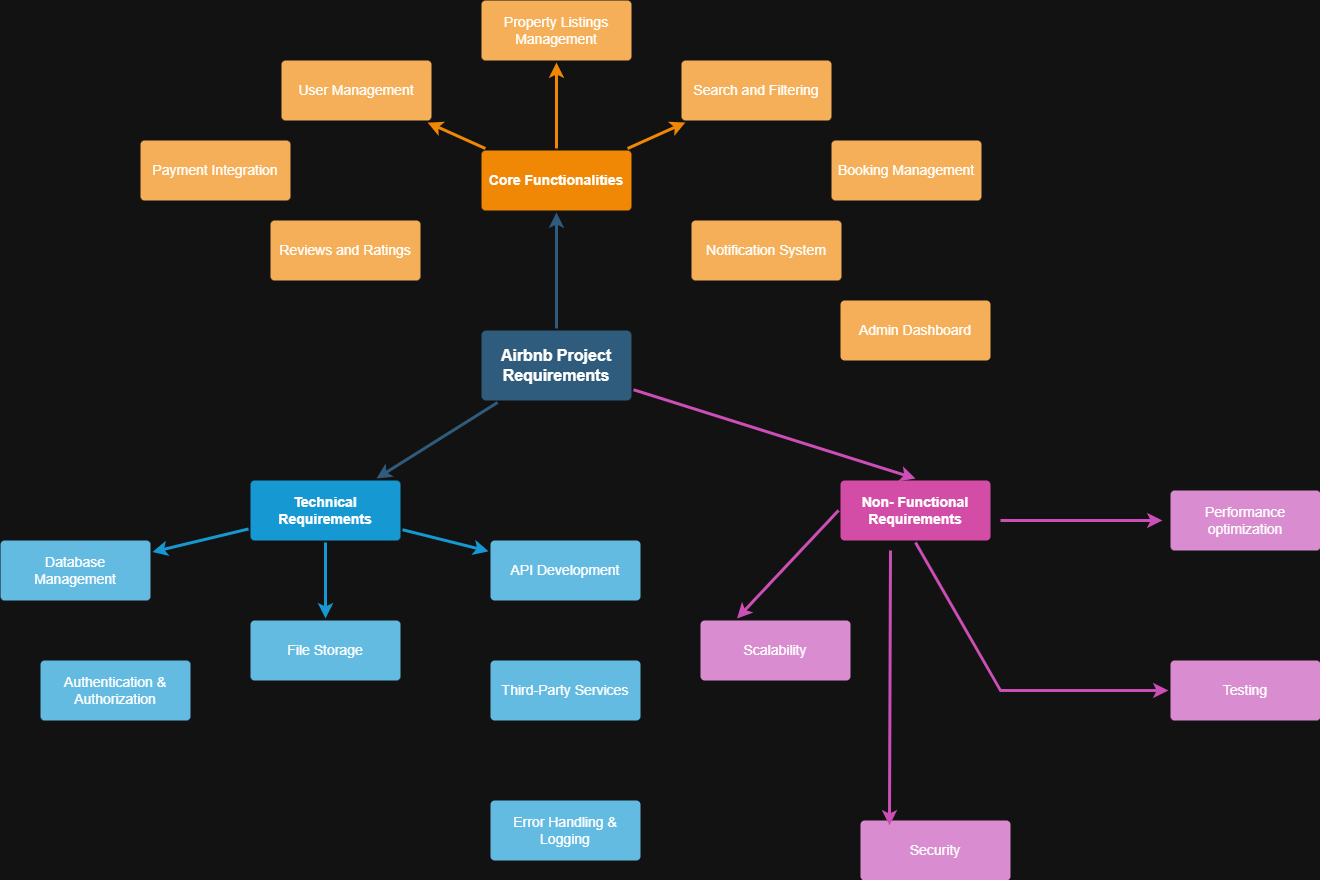 Property Listings
Management
User Management
Search and Filtering
Payment Integration
Core Functionalities
Booking Management
Reviews and Ratings
Notification System
Admin Dashboard
Airbnb Project
Requirements
Technical
Requirements
Non- Functional
Requirements
Performance
optimization
Database
Management
API Development
File Storage
Scalability
Authentication &
Authorization
Third-Party Services
Testing
Error Handling &
Logging
Security